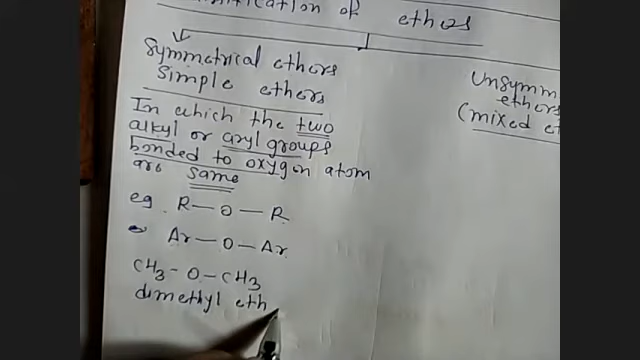 of ethers
Symmetrical ethers
Simple ethers
In which the two
alkyl or aryl groups
bonded to oxygen atom
are same
eg R-O-R
Ar-O-Ar
CH3-O-CH3
dimethyl eth
Unsymm
ethers
(mixed et